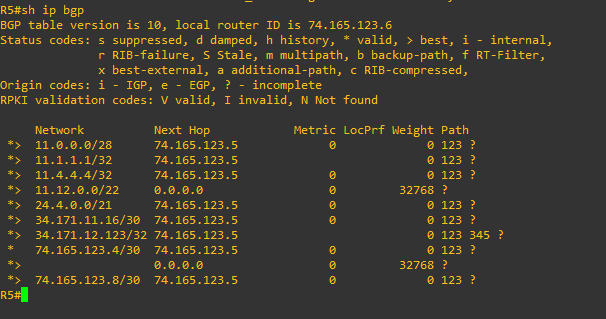 R5#sh ip bgp
BGP table version is 10, local router ID is 74.165.123.6
Status codes: s suppressed, d damped, h history, * valid, > best, i - internal,
              r RIB-failure, S Stale, m multipath, b backup-path, f RT-Filter,
              x best-external, a additional-path, c RIB-compressed,
Origin codes: i - IGP, e - EGP, ? - incomplete
RPKI validation codes: V valid, I invalid, N Not found

     Network          Next Hop            Metric LocPrf Weight Path
 *>  11.0.0.0/28      74.165.123.5             0             0 123 ?
 *>  11.1.1.1/32      74.165.123.5                           0 123 ?
 *>  11.4.4.4/32      74.165.123.5             0             0 123 ?
 *>  11.12.0.0/22     0.0.0.0                  0         32768 ?
 *>  24.4.0.0/21      74.165.123.5             0             0 123 ?
 *>  34.171.11.16/30  74.165.123.5             0             0 123 ?
 *>  34.171.12.123/32 74.165.123.5                           0 123 345 ?
 *   74.165.123.4/30  74.165.123.5             0             0 123 ?
 *>                   0.0.0.0                  0         32768 ?
 *>  74.165.123.8/30  74.165.123.5             0             0 123 ?
R5#